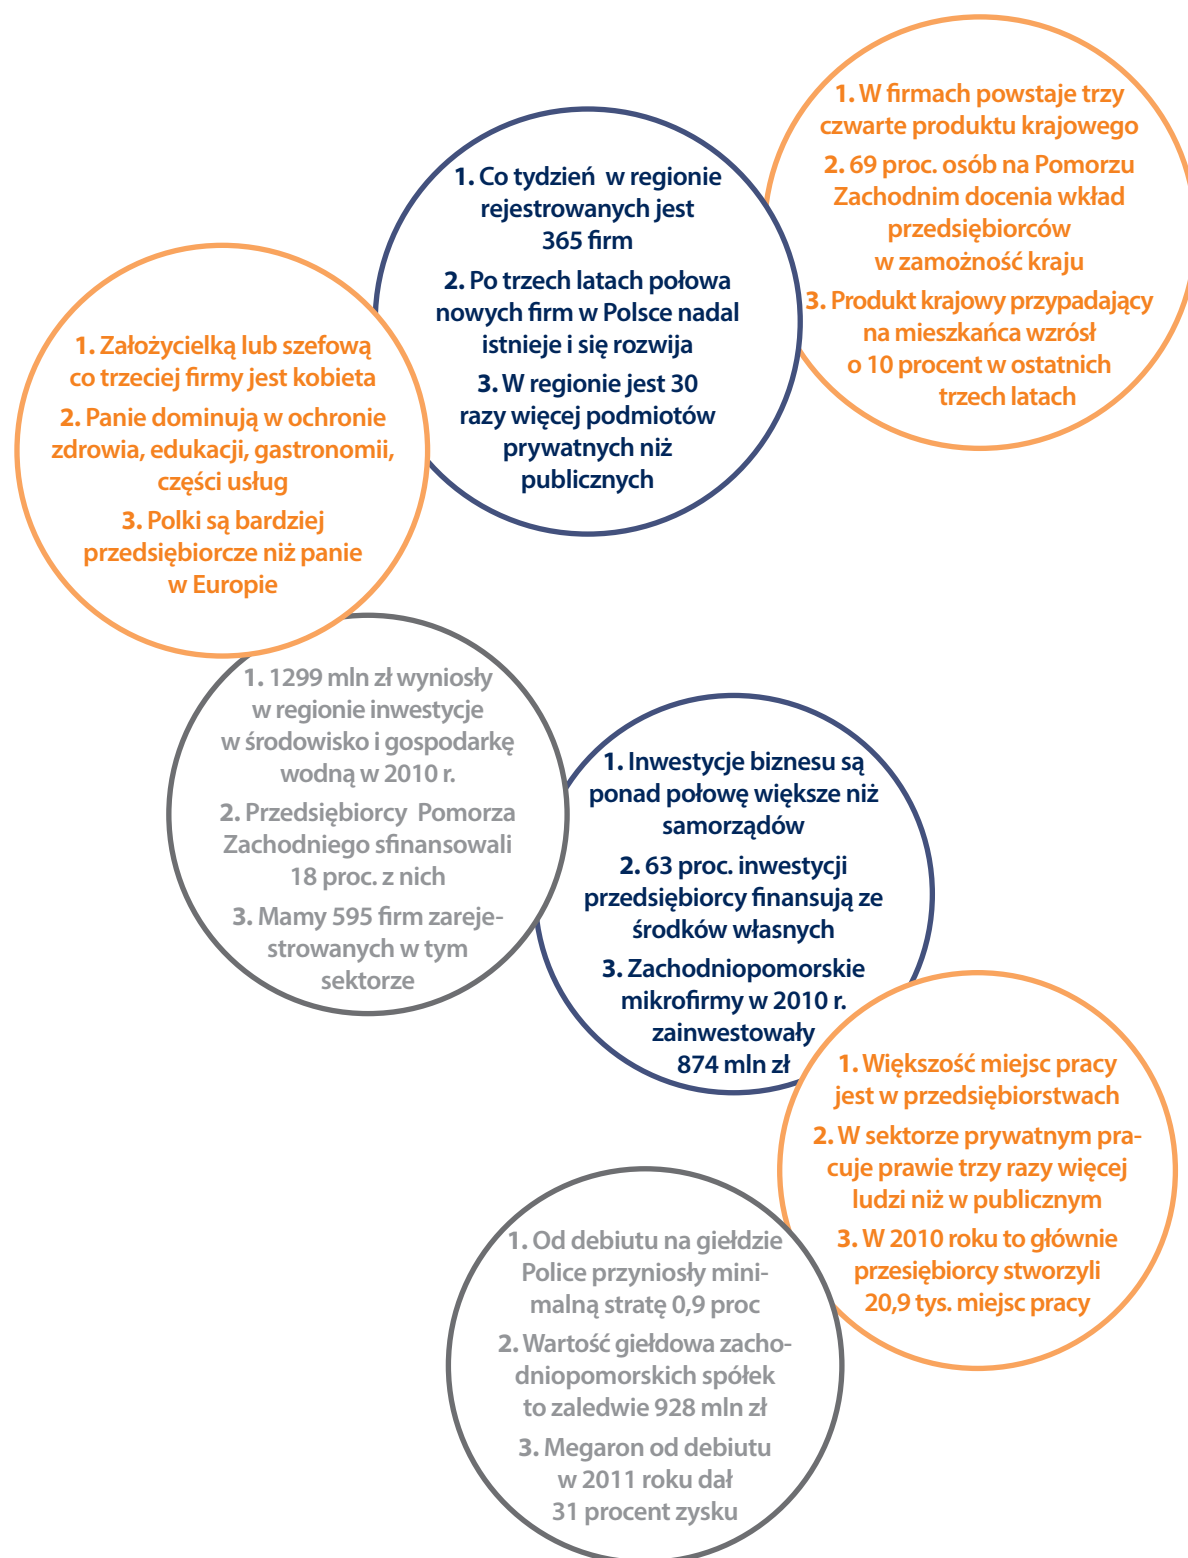 1. W firmach powstaje trzy
czwarte produktu krajowego
2. 69 proc. osób na Pomorzu
Zachodnim docenia wkład
przedsiębiorców
w zamożność kraju
3. Produkt krajowy przypadający
na mieszkańca wzrósł
o 10 procent w ostatnich
trzech latach
1. Co tydzień w regionie
rejestrowanych jest
365 firm
2. Po trzech latach połowa
nowych firm w Polsce nadal
istnieje i się rozwija
3. W regionie jest 30
razy więcej podmiotów
prywatnych niż
publicznych
1. Założycielką lub szefową
co trzeciej firmy jest kobieta
2. Panie dominują w ochronie
zdrowia, edukacji, gastronomii,
części usług
3. Polki są bardziej
przedsiębiorcze niż panie
w Europie
1. 1299 mln zł wyniosły
w regionie inwestycje
w środowisko i gospodarkę
wodną w 2010 r.
2. Przedsiębiorcy Pomorza
Zachodniego sfinansowali
18 proc. z nich
3. Mamy 595 firm zareje-
strowanych w tym
sektorze
1. Inwestycje biznesu są
ponad połowę większe niż
samorządów
2. 63 proc. inwestycji
przedsiębiorcy finansują ze
środków własnych
3. Zachodniopomorskie
mikrofirmy w 2010 r.
zainwestowały
874 mln zł
1. Większość miejsc pracy
jest w przedsiębiorstwach
2. W sektorze prywatnym pra-
cuje prawie trzy razy więcej
ludzi niż w publicznym
3. W 2010 roku to głównie
przesiębiorcy stworzyli
20,9 tys. miejsc pracy
1. Od debiutu na giełdzie
Police przyniosły mini-
malną stratę 0,9 proc
2. Wartość giełdowa zacho-
dniopomorskich spółek
to zaledwie 928 mln zł
3. Megaron od debiutu
w 2011 roku dał
31 procent zysku